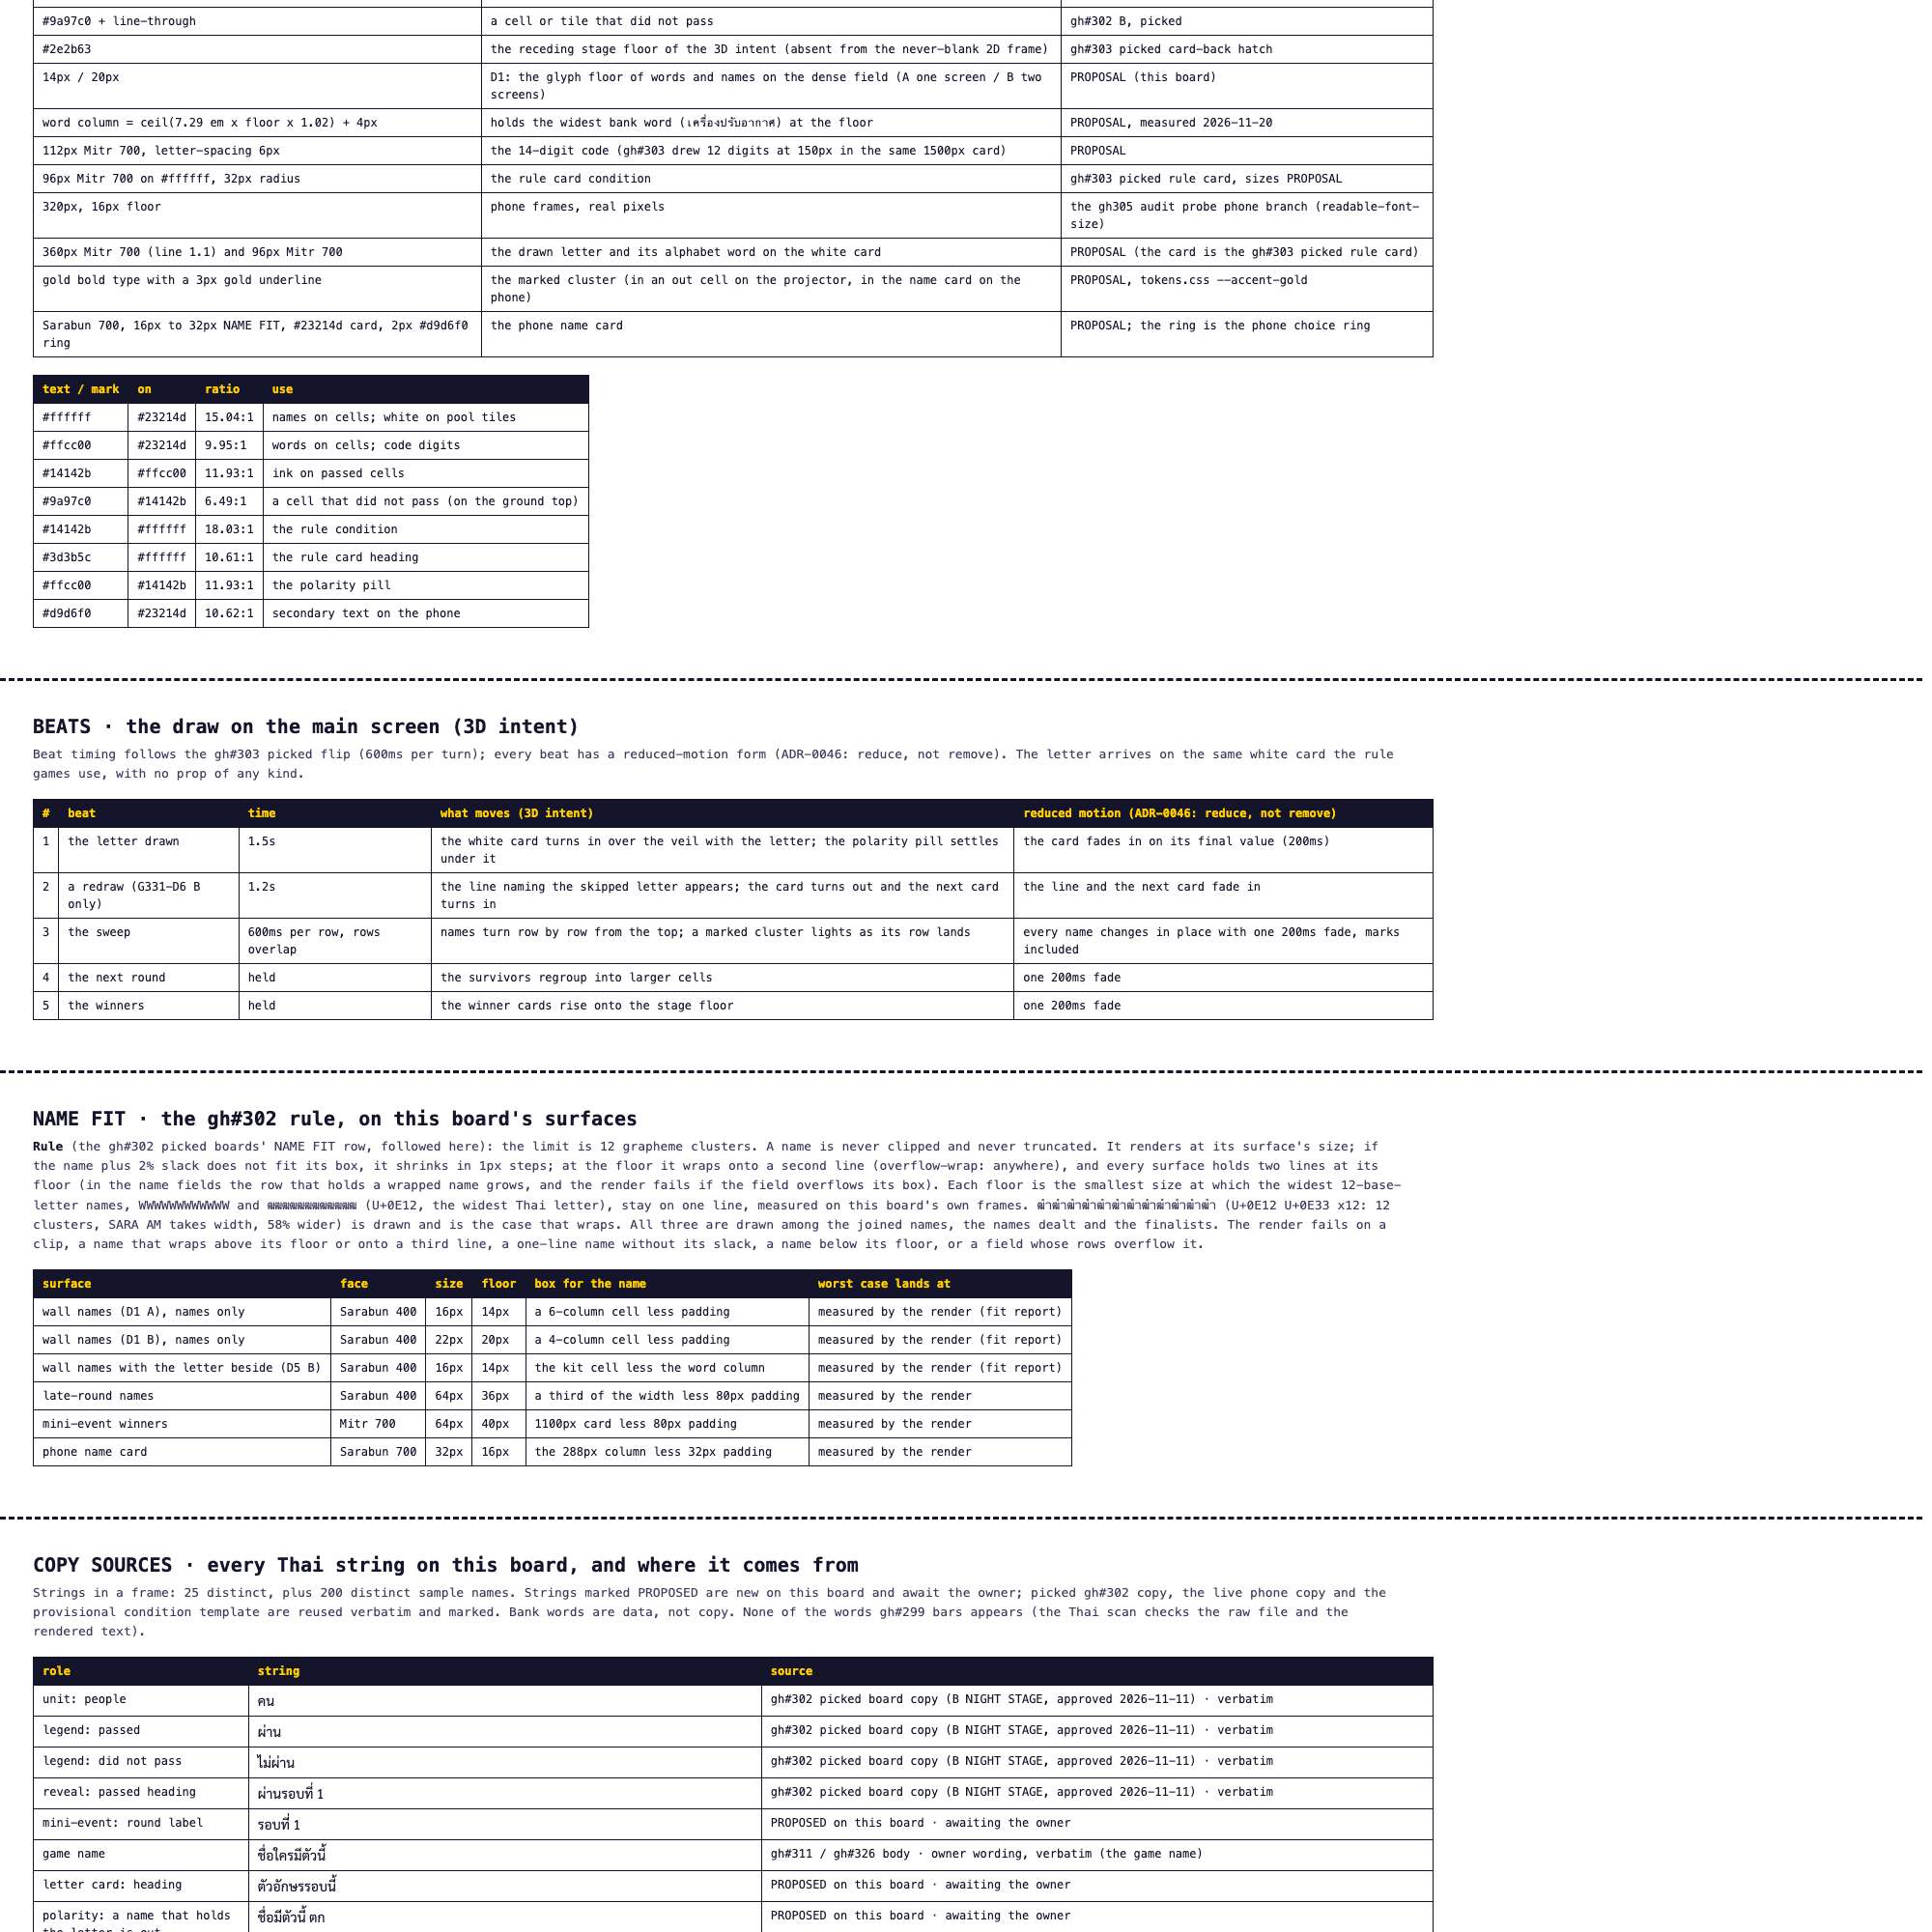 #9a97c0 + line-through a cell or tile that did not pass gh#302 B, picked
#2e2b63 the receding stage floor of the 3D intent (absent from the never-blank 2D frame) gh#303 picked card-back hatch
14px / 20px D1: the glyph floor of words and names on the dense field (A one screen / B two PROPOSAL (this board)
screens)
word column = ceil(7.29 em x floor x 1.02) + 4px holds the widest bank word (เครื่องปรับอากาศ) at the floor PROPOSAL, measured 2026-11-20
112px Mitr 700, letter-spacing 6px the 14-digit code (gh#303 drew 12 digits at 150px in the same 1500px card) PROPOSAL
96px Mitr 700 on #ffffff, 32px radius the rule card condition gh#303 picked rule card, sizes PROPOSAL
320px, 16px floor phone frames, real pixels the gh305 audit probe phone branch (readable-font-
size)
360px Mitr 700 (line 1.1) and 96px Mitr 700 the drawn letter and its alphabet word on the white card PROPOSAL (the card is the gh#303 picked rule card)
gold bold type with a 3px gold underline the marked cluster (in an out cell on the projector, in the name card on the PROPOSAL, tokens.css --accent-gold
phone)
Sarabun 700, 16px to 32px NAME FIT, #23214d card, 2px #d9d6f0 the phone name card PROPOSAL; the ring is the phone choice ring
ring
text / mark on ratio use
#ffffff #23214d 15.04:1 names on cells; white on pool tiles
#ffcc00 #23214d 9.95:1 words on cells; code digits
#14142b #ffcc00 11.93:1 ink on passed cells
#9a97c0 #14142b 6.49:1 a cell that did not pass (on the ground top)
#14142b #ffffff 18.03:1 the rule condition
#3d3b5c #ffffff 10.61:1 the rule card heading
#ffcc00 #14142b 11.93:1 the polarity pill
#d9d6f0 #23214d 10.62:1 secondary text on the phone
BEATS · the draw on the main screen (3D intent)
Beat timing follows the gh#303 picked flip (600ms per turn); every beat has a reduced-motion form (ADR-0046: reduce, not remove). The letter arrives on the same white card the rule
games use, with no prop of any kind.
# beat time what moves (3D intent) reduced motion (ADR-0046: reduce, not remove)
1 the letter drawn 1.5s the white card turns in over the veil with the letter; the polarity pill settles the card fades in on its final value (200ms)
under it
2 a redraw (G331-D6 B 1.2s the line naming the skipped letter appears; the card turns out and the next card the line and the next card fade in
only) turns in
3 the sweep 600ms per row, rows names turn row by row from the top; a marked cluster lights as its row lands every name changes in place with one 200ms fade, marks
overlap included
4 the next round held the survivors regroup into larger cells one 200ms fade
5 the winners held the winner cards rise onto the stage floor one 200ms fade
NAME FIT · the gh#302 rule, on this board's surfaces
Rule (the gh#302 picked boards' NAME FIT row, followed here): the limit is 12 grapheme clusters. A name is never clipped and never truncated. It renders at its surface's size; if
the name plus 2% slack does not fit its box, it shrinks in 1px steps; at the floor it wraps onto a second line (overflow-wrap: anywhere), and every surface holds two lines at its
floor (in the name fields the row that holds a wrapped name grows, and the render fails if the field overflows its box). Each floor is the smallest size at which the widest 12-base-
letter names, WWWWWWWWWWWW and ฒฒฒฒฒฒฒฒฒฒฒฒ (U+0E12, the widest Thai letter), stay on one line, measured on this board's own frames. ฒำฒำฒำฒำฒำฒำฒำฒำฒำฒำฒำฒำ (U+0E12 U+0E33 x12: 12
clusters, SARA AM takes width, 58% wider) is drawn and is the case that wraps. All three are drawn among the joined names, the names dealt and the finalists. The render fails on a
clip, a name that wraps above its floor or onto a third line, a one-line name without its slack, a name below its floor, or a field whose rows overflow it.
surface face size floor box for the name worst case lands at
wall names (D1 A), names only Sarabun 400 16px 14px a 6-column cell less padding measured by the render (fit report)
wall names (D1 B), names only Sarabun 400 22px 20px a 4-column cell less padding measured by the render (fit report)
wall names with the letter beside (D5 B) Sarabun 400 16px 14px the kit cell less the word column measured by the render (fit report)
late-round names Sarabun 400 64px 36px a third of the width less 80px padding measured by the render
mini-event winners Mitr 700 64px 40px 1100px card less 80px padding measured by the render
phone name card Sarabun 700 32px 16px the 288px column less 32px padding measured by the render
COPY SOURCES · every Thai string on this board, and where it comes from
Strings in a frame: 25 distinct, plus 200 distinct sample names. Strings marked PROPOSED are new on this board and await the owner; picked gh#302 copy, the live phone copy and the
provisional condition template are reused verbatim and marked. Bank words are data, not copy. None of the words gh#299 bars appears (the Thai scan checks the raw file and the
rendered text).
role string source
unit: people คน gh#302 picked board copy (B NIGHT STAGE, approved 2026-11-11) · verbatim
legend: passed ผ่าน gh#302 picked board copy (B NIGHT STAGE, approved 2026-11-11) · verbatim
legend: did not pass ไม่ผ่าน gh#302 picked board copy (B NIGHT STAGE, approved 2026-11-11) · verbatim
reveal: passed heading ผ่านรอบที่ 1 gh#302 picked board copy (B NIGHT STAGE, approved 2026-11-11) · verbatim
mini-event: round label รอบที่ 1 PROPOSED on this board · awaiting the owner
game name ชื่อใครมีตัวนี้ gh#311 / gh#326 body · owner wording, verbatim (the game name)
letter card: heading ตัวอักษรรอบนี้ PROPOSED on this board · awaiting the owner
polarity: a name that holds ชื่อมีตัวนี้ ตก PROPOSED on this board · awaiting the owner